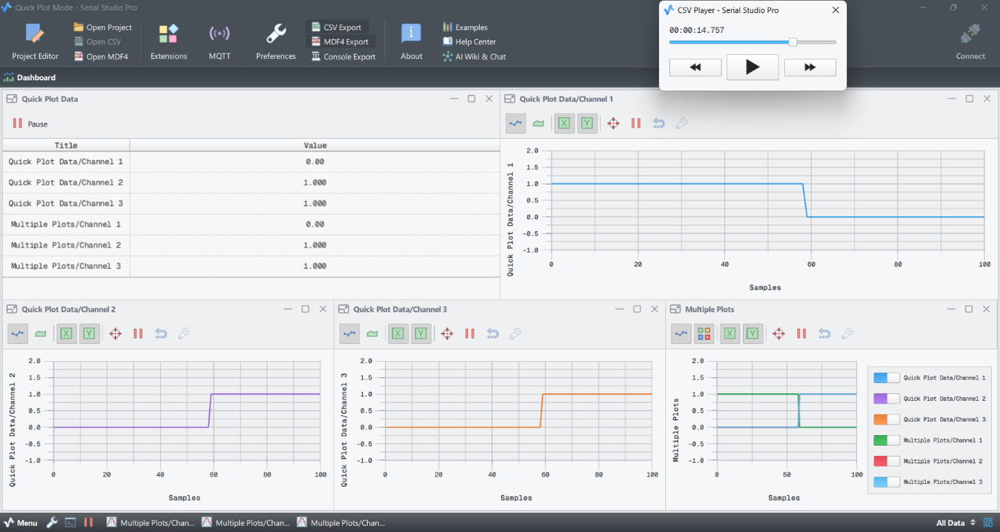 Quick Plot Mode - Serial Studio Pro
Project Editor
Open Project
Open CSV
Open MDF4
Extensions
MQTT
Preferences
CSV Export
MDF4 Export
Console Export
About
Examples
Help Center
AI Wiki & Chat
CSV Player - Serial Studio Pro
00:00:14.757
Connect
Dashboard
Quick Plot Data
Pause
Title Value
Quick Plot Data/Channel 1 0.00
Quick Plot Data/Channel 2 1.000
Quick Plot Data/Channel 3 1.000
Multiple Plots/Channel 1 0.00
Multiple Plots/Channel 2 1.000
Multiple Plots/Channel 3 1.000
Quick Plot Data/Channel 1
X Y
Quick Plot Data/Channel 1
2.0
1.5
1.0
0.5
0.0
-0.5
-1.0
0 20 40 60 80 100
Samples
Quick Plot Data/Channel 2
X Y
Quick Plot Data/Channel 2
2.0
1.5
1.0
0.5
0.0
-0.5
-1.0
0 20 40 60 80 100
Samples
Quick Plot Data/Channel 3
X Y
Quick Plot Data/Channel 3
2.0
1.5
1.0
0.5
0.0
-0.5
-1.0
0 20 40 60 80 100
Samples
Multiple Plots
X Y
Multiple Plots
2.0
1.5
1.0
0.5
0.0
-0.5
-1.0
0 50 100
Samples
Quick Plot Data/Channel 1
Quick Plot Data/Channel 2
Quick Plot Data/Channel 3
Multiple Plots/Channel 1
Multiple Plots/Channel 2
Multiple Plots/Channel 3
Menu
Multiple Plots/Chan...
Multiple Plots/Chan...
Multiple Plots/Chan...
All Data